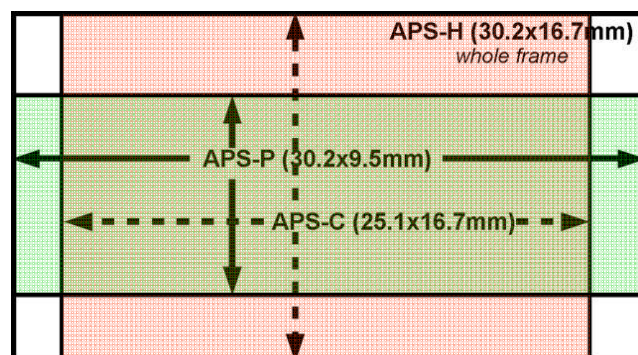 APS-H (30.2x16.7mm)
whole frame
APS-P (30.2x9.5mm)
APS-C (25.1x16.7mm)